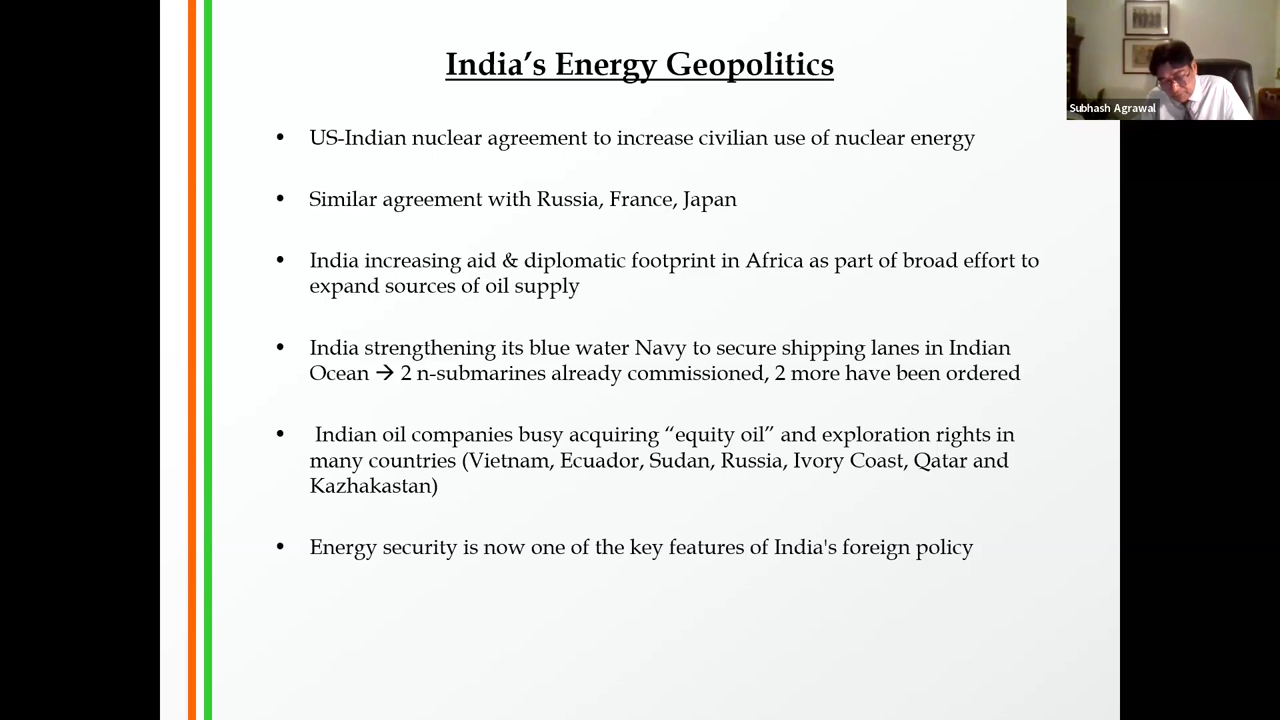 India’s Energy Geopolitics
Subhash Agrawal
• US-Indian nuclear agreement to increase civilian use of nuclear energy
• Similar agreement with Russia, France, Japan
• India increasing aid & diplomatic footprint in Africa as part of broad effort to
expand sources of oil supply
• India strengthening its blue water Navy to secure shipping lanes in Indian
Ocean → 2 n-submarines already commissioned, 2 more have been ordered
• Indian oil companies busy acquiring “equity oil” and exploration rights in
many countries (Vietnam, Ecuador, Sudan, Russia, Ivory Coast, Qatar and
Kazhakastan)
• Energy security is now one of the key features of India's foreign policy